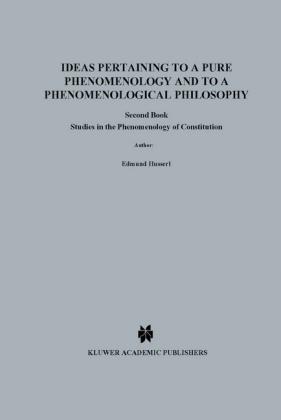 IDEAS PERTAINING TO A PURE
PHENOMENOLOGY AND TO A
PHENOMENOLOGICAL PHILOSOPHY
Second Book
Studies in the Phenomenology of Constitution
Author:
Edmund Husserl
KLUWER ACADEMIC PUBLISHERS